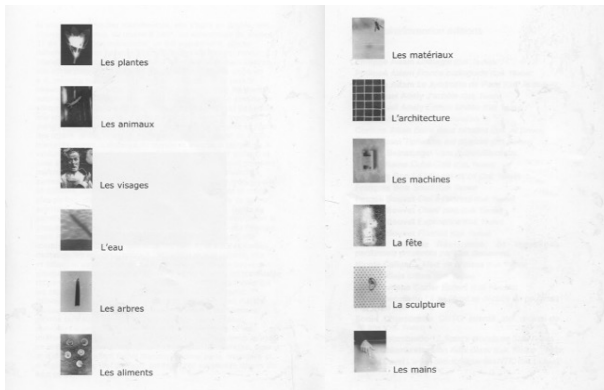 Les plantes
Les animaux
Les visages
L'eau
Les arbres
Les aliments
Les matériaux
L'architecture
Les machines
La fête
La sculpture
Les mains